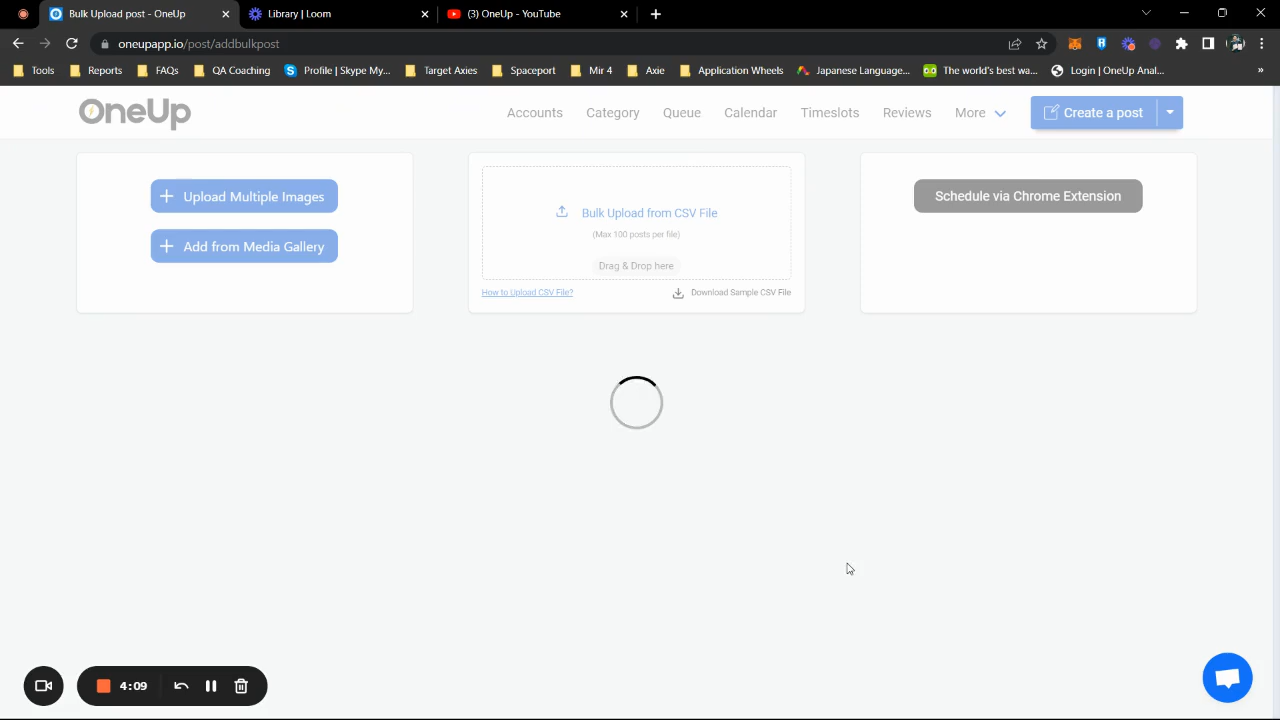 Bulk Upload post - OneUp
Library | Loom
(3) OneUp - YouTube
oneupapp.io/post/addbulkpost
Tools
Reports
FAQs
QA Coaching
Profile | Skype My...
Target Axies
Spaceport
Mir 4
Axie
Application Wheels
Japanese Language...
The world's best wa...
Login | OneUp Anal...
»
OneUp
Accounts
Category
Queue
Calendar
Timeslots
Reviews
More
Create a post
Upload Multiple Images
Add from Media Gallery
Bulk Upload from CSV File
(Max 100 posts per file)
Drag & Drop here
How to Upload CSV File?
Download Sample CSV File
Schedule via Chrome Extension
4:09